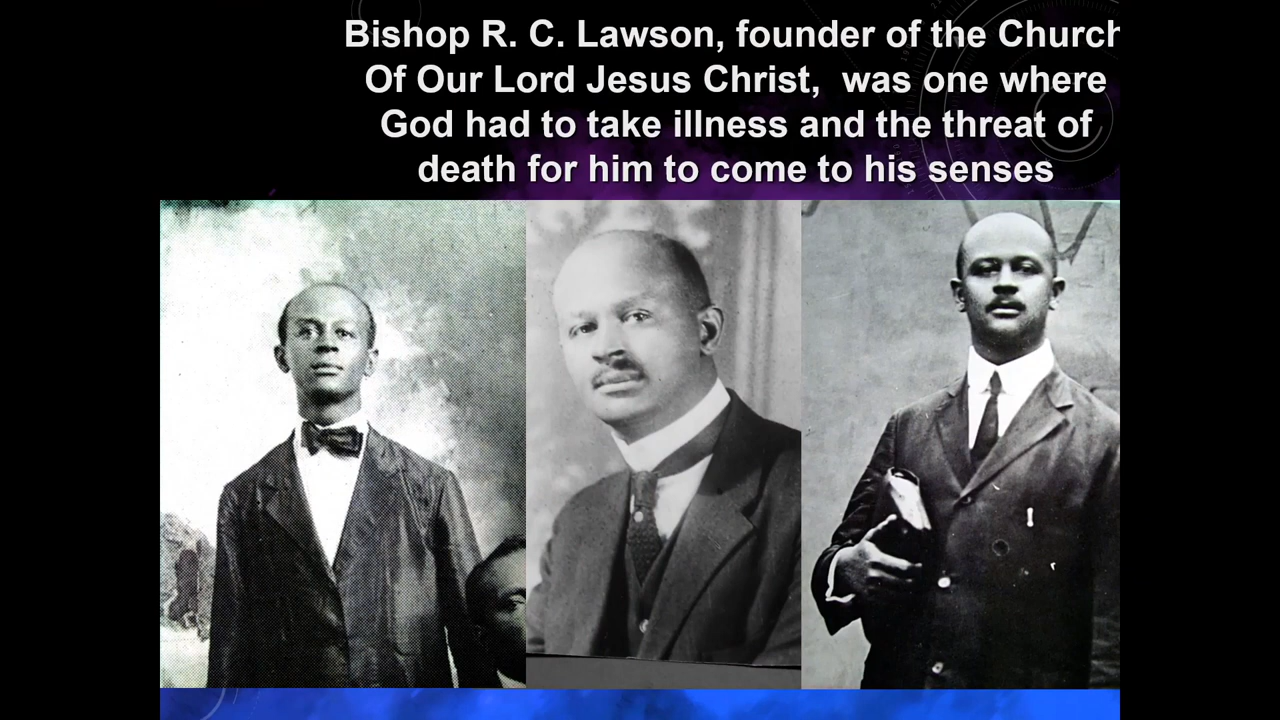 Bishop R. C. Lawson, founder of the Church
Of Our Lord Jesus Christ,  was one where
God had to take illness and the threat of
death for him to come to his senses